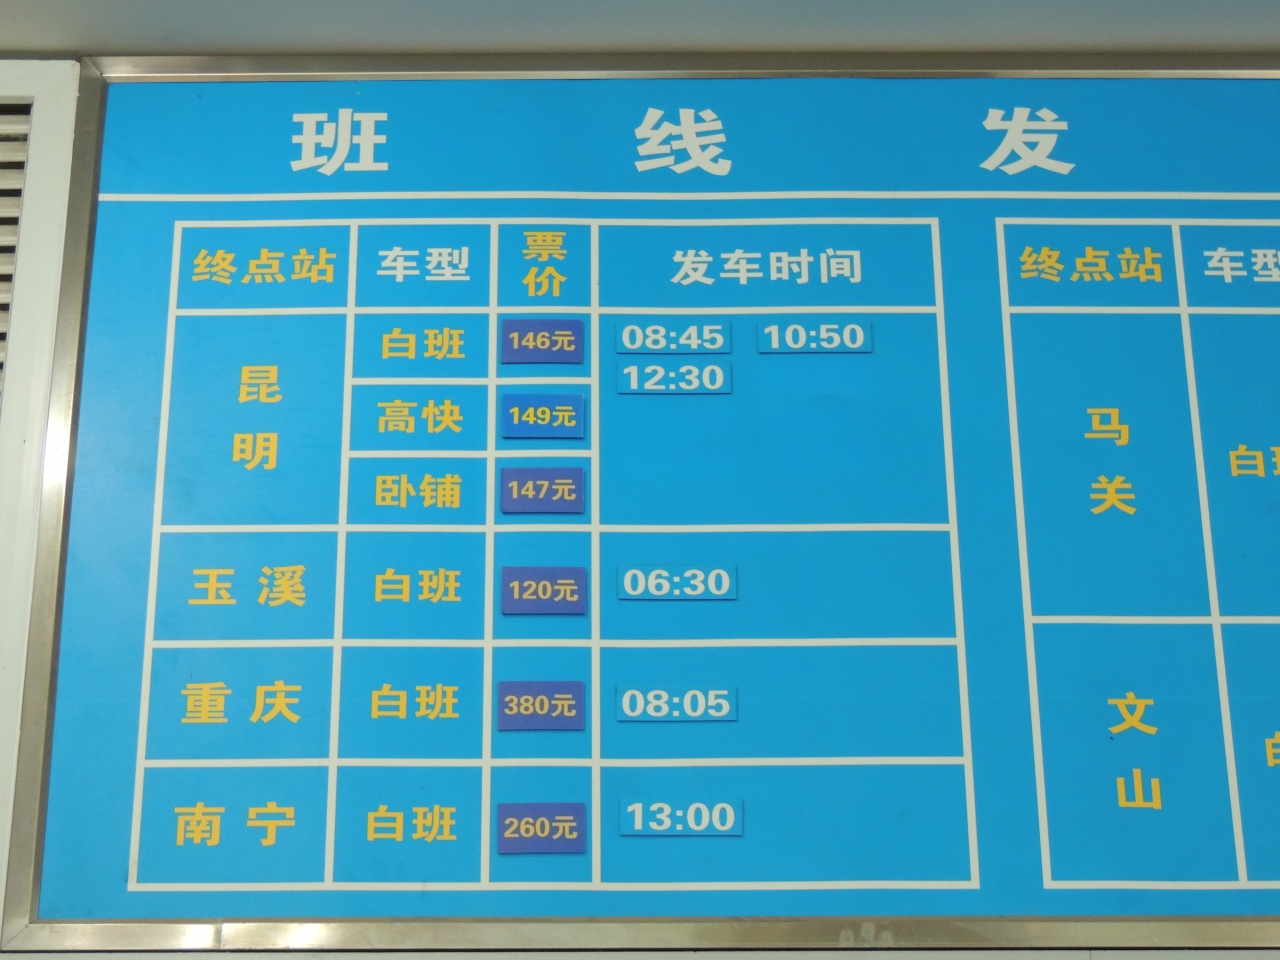 班 线 发
终点站 车型 票价 发车时间
昆明 白班 146元 08:45 10:50
12:30
高快 149元
卧铺 147元
玉溪 白班 120元 06:30
重庆 白班 380元 08:05
南宁 白班 260元 13:00
终点站 车型
马关 白班
文山 白